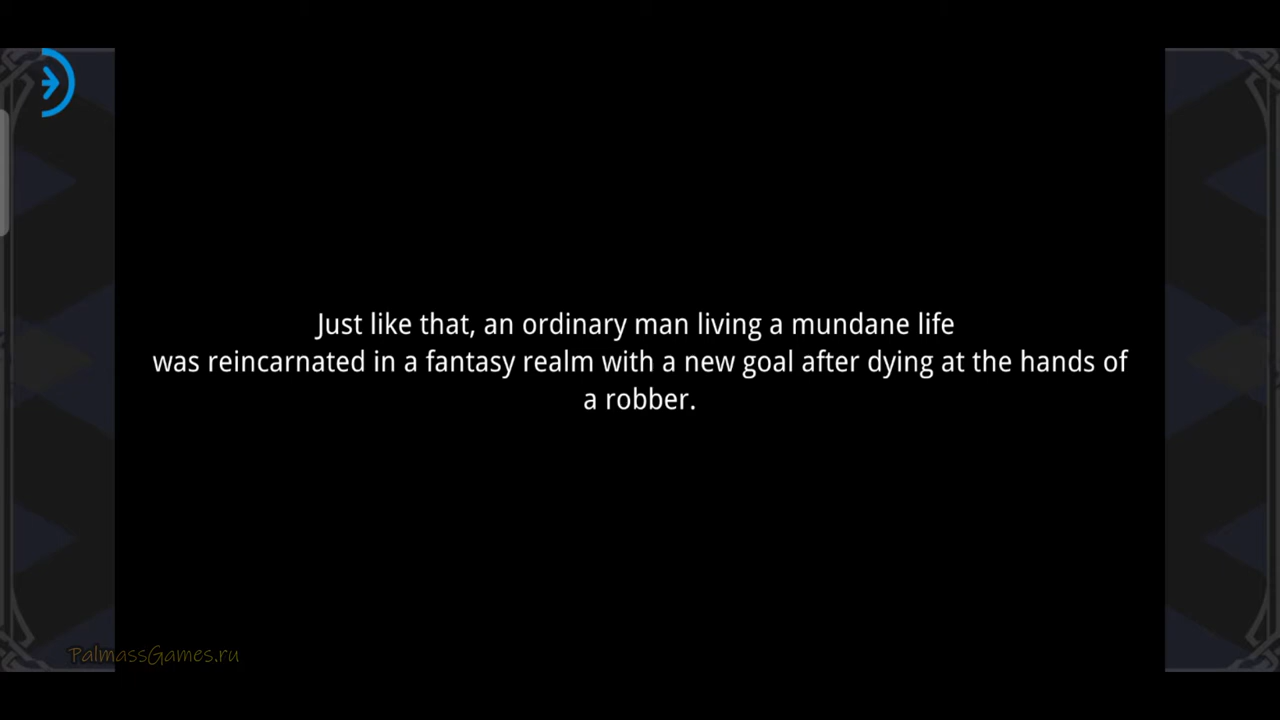 Just like that, an ordinary man living a mundane life
was reincarnated in a fantasy realm with a new goal after dying at the hands of
a robber.
PalmassGames.ru